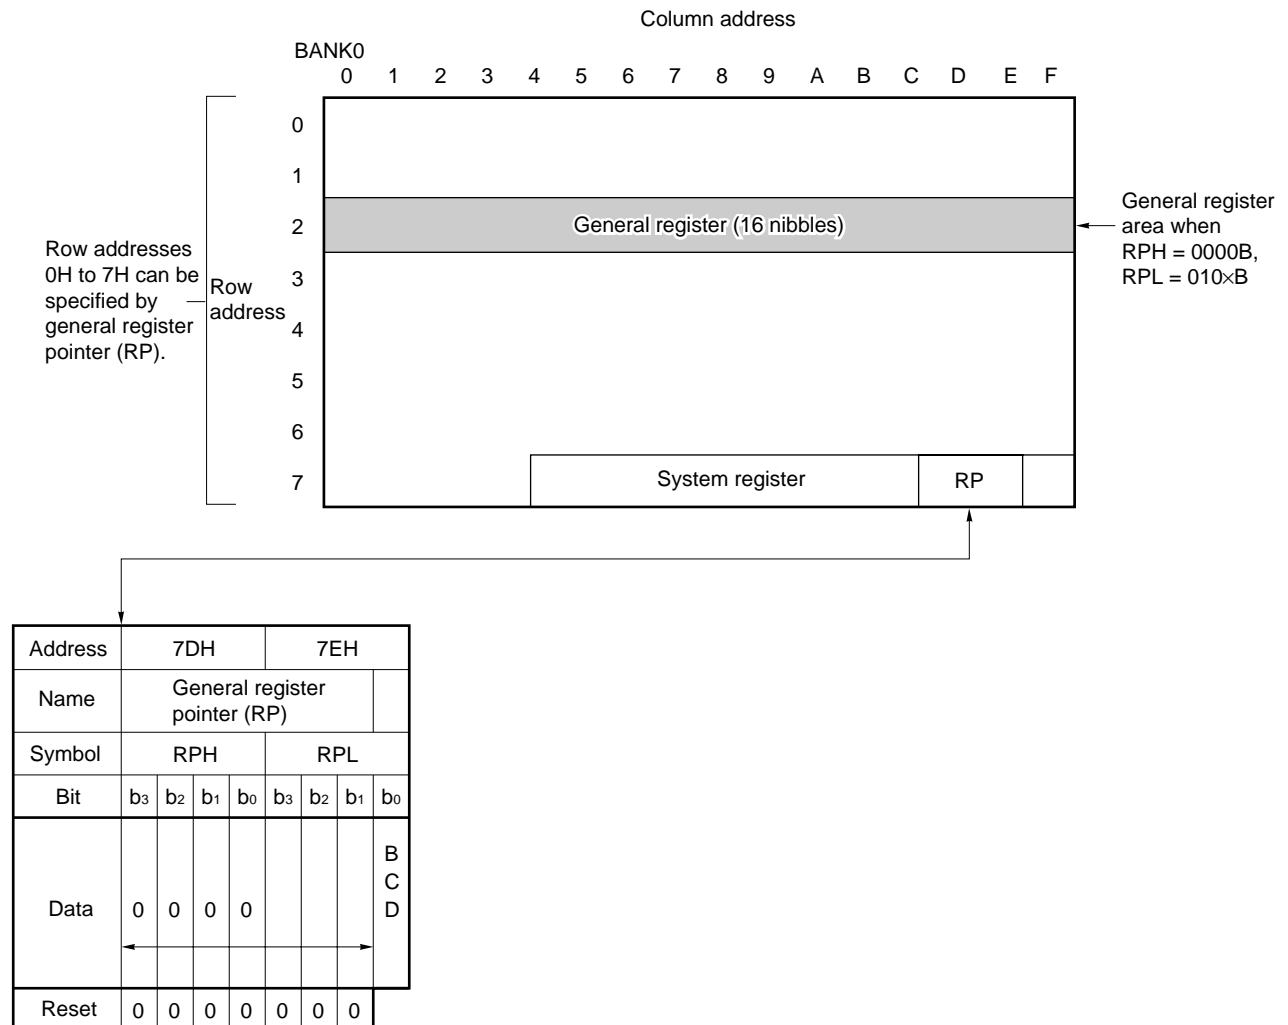 Column address
BANK0
0 1 2 3 4 5 6 7 8 9 A B C D E F
0
1
General register (16 nibbles)
2
General register
area when
RPH = 0000B,
RPL = 010×B
Row addresses
0H to 7H can be
specified by
general register
pointer (RP).
Row
address
3
4
5
6
7
System register RP
Address 7DH 7EH
Name General register
pointer (RP)
Symbol RPH RPL
Bit b3 b2 b1 b0 b3 b2 b1 b0
Data 0 0 0 0
B
C
D
Reset 0 0 0 0 0 0 0